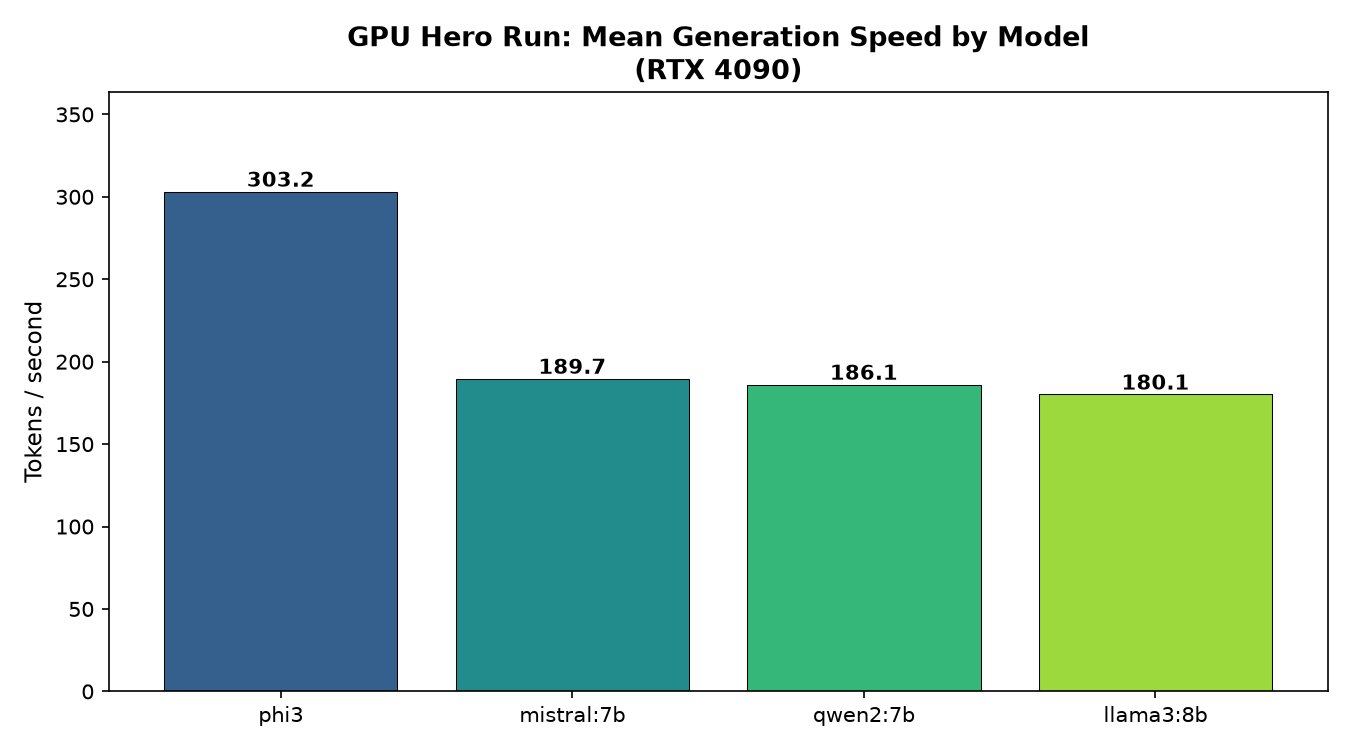 GPU Hero Run: Mean Generation Speed by Model
(RTX 4090)
Tokens / second
350
300
250
200
150
100
50
0
303.2
189.7
186.1
180.1
phi3
mistral:7b
qwen2:7b
llama3:8b